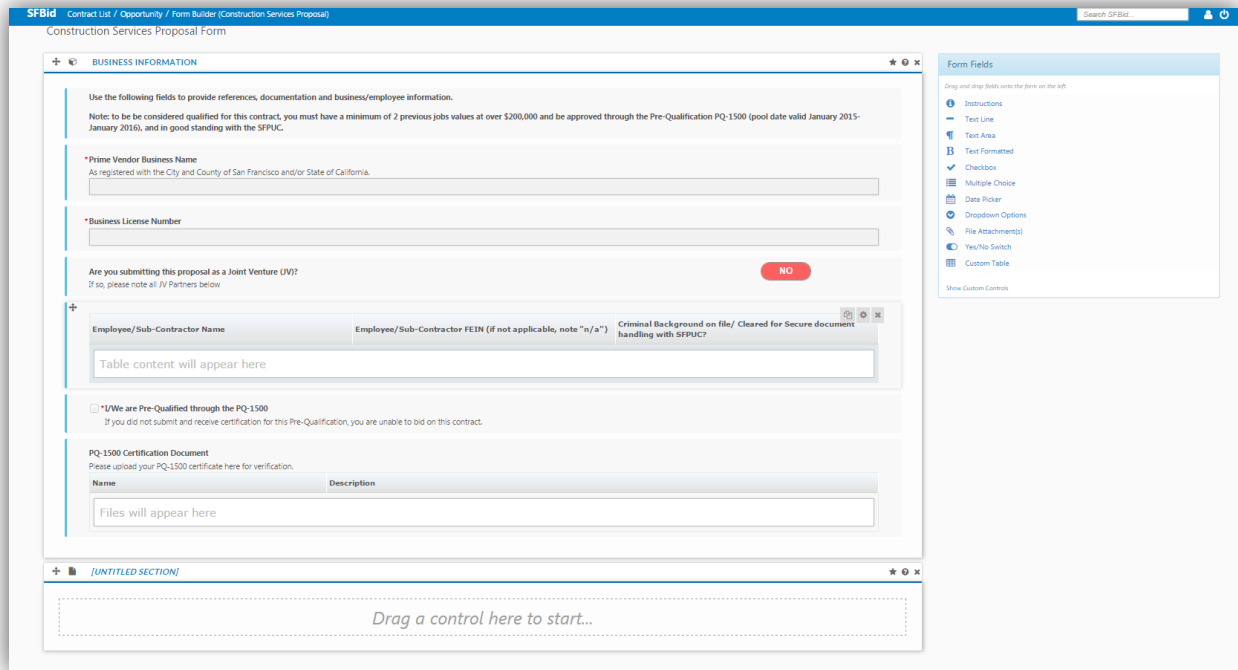 SFBid Contract List / Opportunity / Form Builder (Construction Services Proposal)
Search SFBid...
Construction Services Proposal Form
BUSINESS INFORMATION
Use the following fields to provide references, documentation and business/employee information.
Note: to be be considered qualified for this contract, you must have a minimum of 2 previous jobs values at over $200,000 and be approved through the Pre-Qualification PQ-1500 (pool date valid January 2015-
January 2016), and in good standing with the SFPUC.
*Prime Vendor Business Name
As registered with the City and County of San Francisco and/or State of California.
*Business License Number
Are you submitting this proposal as a Joint Venture (JV)?
NO
If so, please note all JV Partners below
Employee/Sub-Contractor Name
Employee/Sub-Contractor FEIN (if not applicable, note "n/a")
Criminal Background on file/ Cleared for Secure document
handling with SFPUC?
Table content will appear here
*I/We are Pre-Qualified through the PQ-1500
If you did not submit and receive certification for this Pre-Qualification, you are unable to bid on this contract.
PQ-1500 Certification Document
Please upload your PQ-1500 certificate here for verification.
Name
Description
Files will appear here
[UNTITLED SECTION]
Drag a control here to start...
Form Fields
Drag and drop fields onto the form on the left.
Instructions
Text Line
Text Area
B Text Formatted
Checkbox
Multiple Choice
Date Picker
Dropdown Options
File Attachment(s)
Yes/No Switch
Custom Table
Show Custom Controls